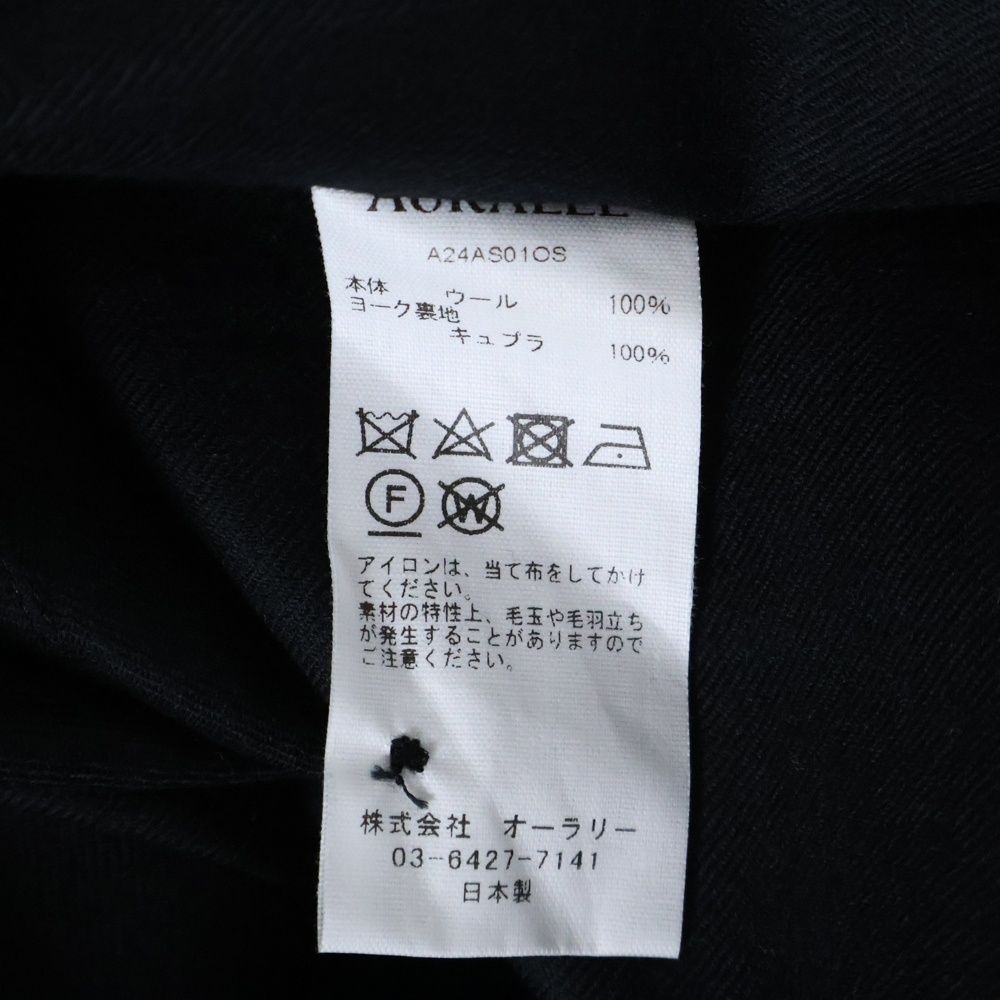 AURALEE
A24AS01OS
本体 ウール 100%
ヨーク裏地
キュプラ 100%
F
W
アイロンは、当て布をしてかけ
てください。
素材の特性上、毛玉や毛羽立ち
が発生することがありますので
ご注意ください。
株式会社 オーラリー
03-6427-7141
日本製